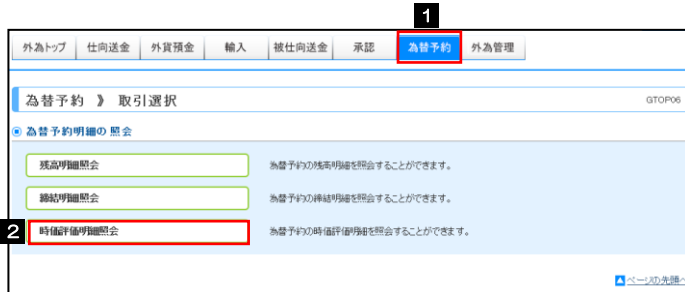 1
外為トップ 仕向送金 外貨預金 輸入 被仕向送金 承認 為替予約 外為管理
為替予約 》 取引選択 GTOP06
為替予約明細の照会
残高明細照会 為替予約の残高明細を照会することができます。
締結明細照会 為替予約の締結明細を照会することができます。
2 時価評価明細照会 為替予約の時価評価明細を照会することができます。
ページの先頭へ